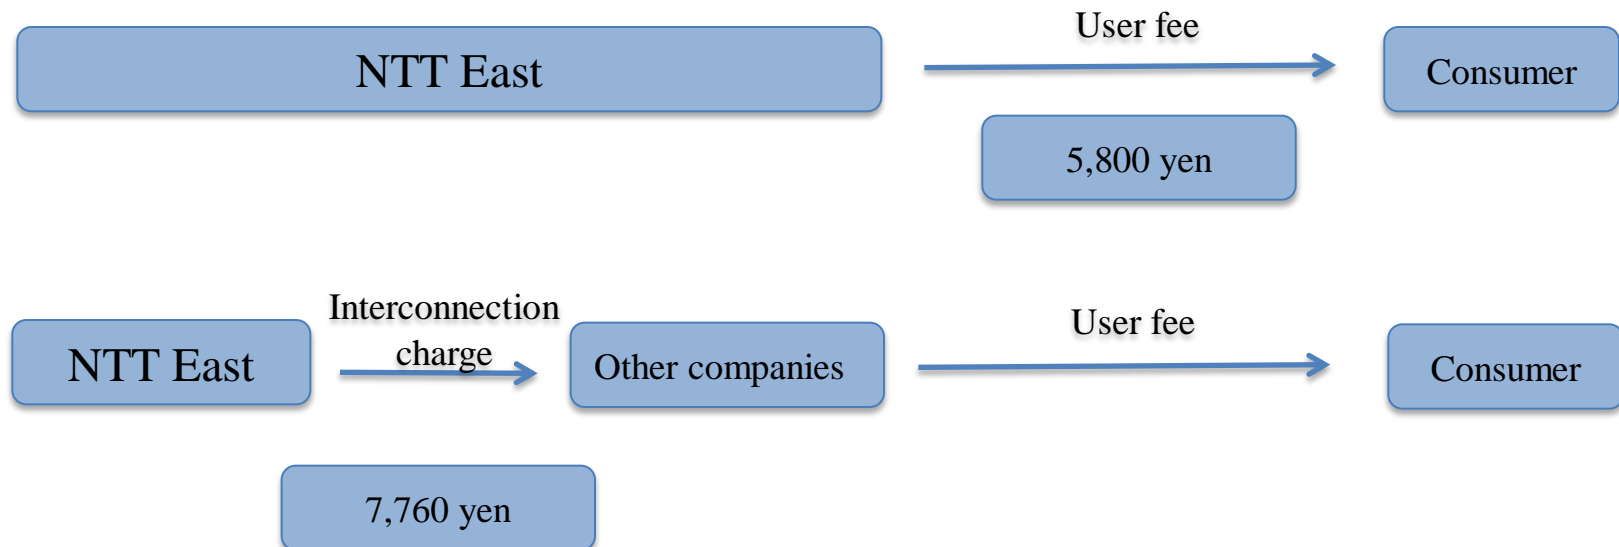 User fee
NTT East
Consumer
5,800 yen
Interconnection
charge
User fee
NTT East
Other companies
Consumer
7,760 yen